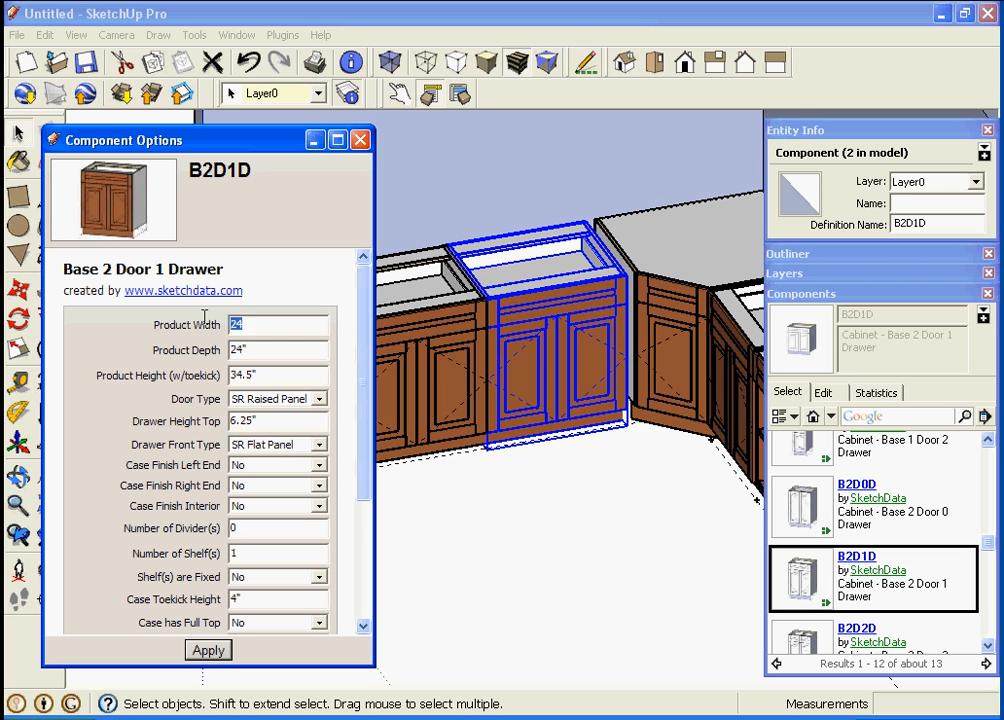 Untitled - SketchUp Pro
File Edit View Camera Draw Tools Window Plugins Help
Layer0
Component Options
B2D1D
Base 2 Door 1 Drawer
created by www.sketchdata.com
Product Width 24
Product Depth 24"
Product Height (w/toekick) 34.5"
Door Type SR Raised Panel
Drawer Height Top 6.25"
Drawer Front Type SR Flat Panel
Case Finish Left End No
Case Finish Right End No
Case Finish Interior No
Number of Divider(s) 0
Number of Shelf(s) 1
Shelf(s) are Fixed No
Case Toekick Height 4"
Case has Full Top No
Apply
Entity Info
Component (2 in model)
Layer: Layer0
Name:
Definition Name: B2D1D
Outliner
Layers
Components
B2D1D
Cabinet - Base 2 Door 1
Drawer
Select Edit Statistics
Google
Cabinet - Base 1 Door 2
Drawer
B2D0D
by SketchData
Cabinet - Base 2 Door 0
Drawer
B2D1D
by SketchData
Cabinet - Base 2 Door 1
Drawer
B2D2D
by SketchData
Results 1 - 12 of about 13
Select objects. Shift to extend select. Drag mouse to select multiple.
Measurements